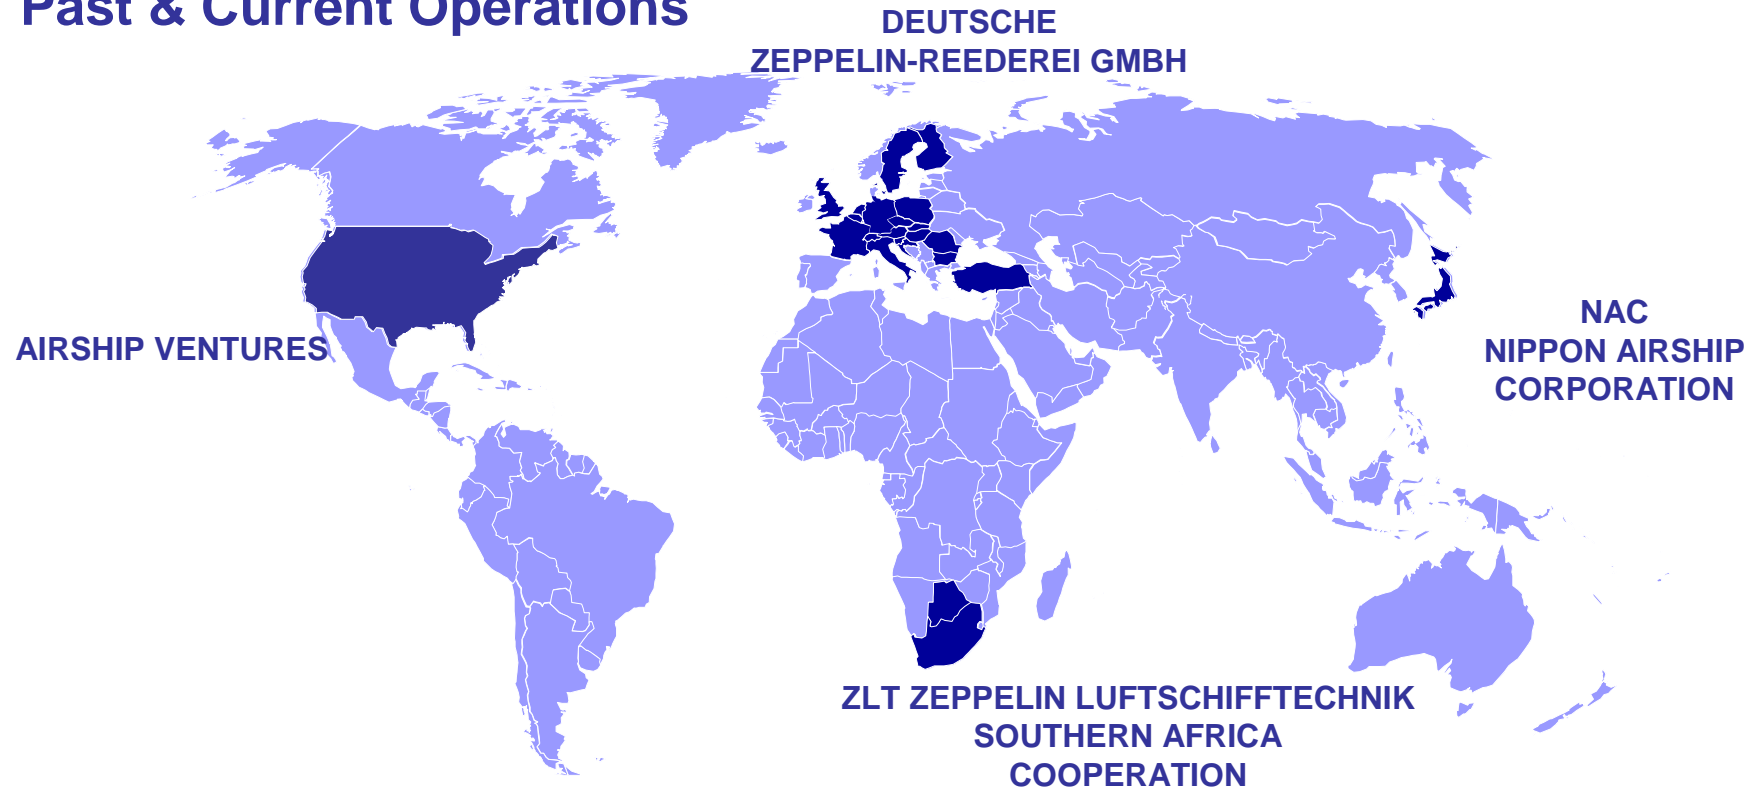 Past & Current Operations
DEUTSCHE
ZEPPELIN-REEDEREI GMBH
AIRSHIP VENTURES
NAC
NIPPON AIRSHIP
CORPORATION
ZLT ZEPPELIN LUFTSCHIFFTECHNIK
SOUTHERN AFRICA
COOPERATION